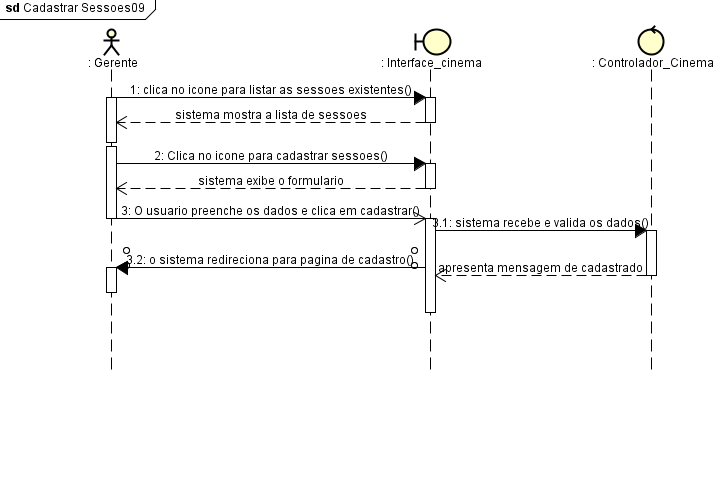 sd Cadastrar Sessoes09
: Gerente
: Interface_cinema
: Controlador_Cinema
1: clica no icone para listar as sessoes existentes()
sistema mostra a lista de sessoes
2: Clica no icone para cadastrar sessoes()
sistema exibe o formulario
3: O usuario preenche os dados e clica em cadastrar()
3.1: sistema recebe e valida os dados()
3.2: o sistema redireciona para pagina de cadastro()
apresenta mensagem de cadastrado